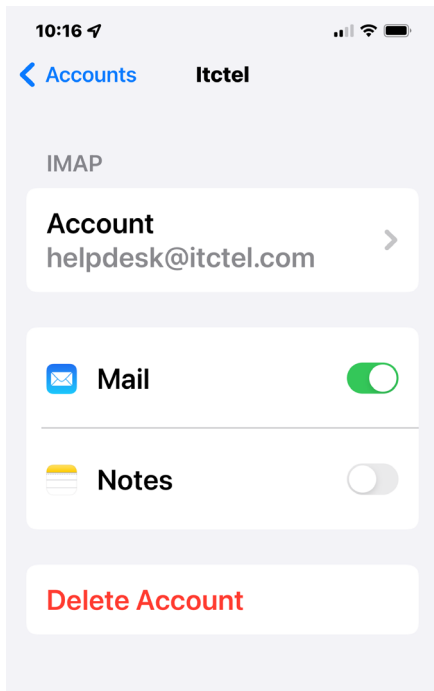 10:16
Accounts
Itctel
IMAP
Account
helpdesk@itctel.com
Mail
Notes
Delete Account